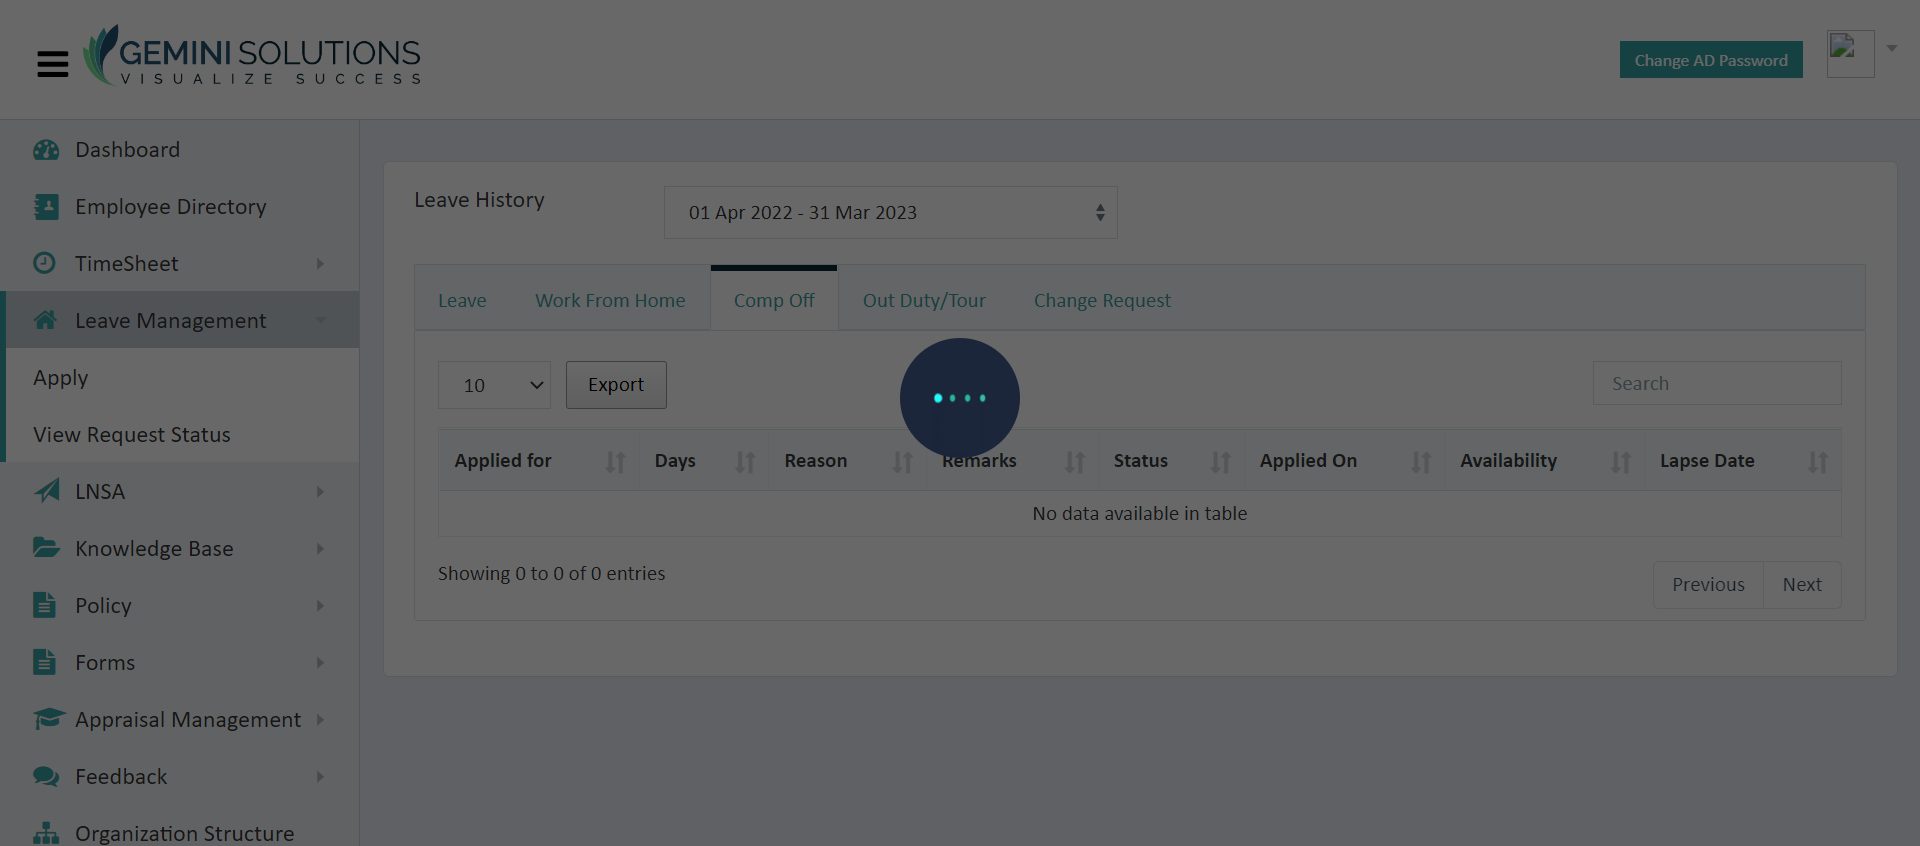 GEMINI SOLUTIONS
VISUALIZE SUCCESS
Change AD Password
Dashboard
Employee Directory
TimeSheet
Leave Management
Apply
View Request Status
LNSA
Knowledge Base
Policy
Forms
Appraisal Management
Feedback
Organization Structure
Leave History
01 Apr 2022 - 31 Mar 2023
Leave Work From Home Comp Off Out Duty/Tour Change Request
10 Export Search
Applied for Days Reason Remarks Status Applied On Availability Lapse Date
No data available in table
Showing 0 to 0 of 0 entries
Previous Next